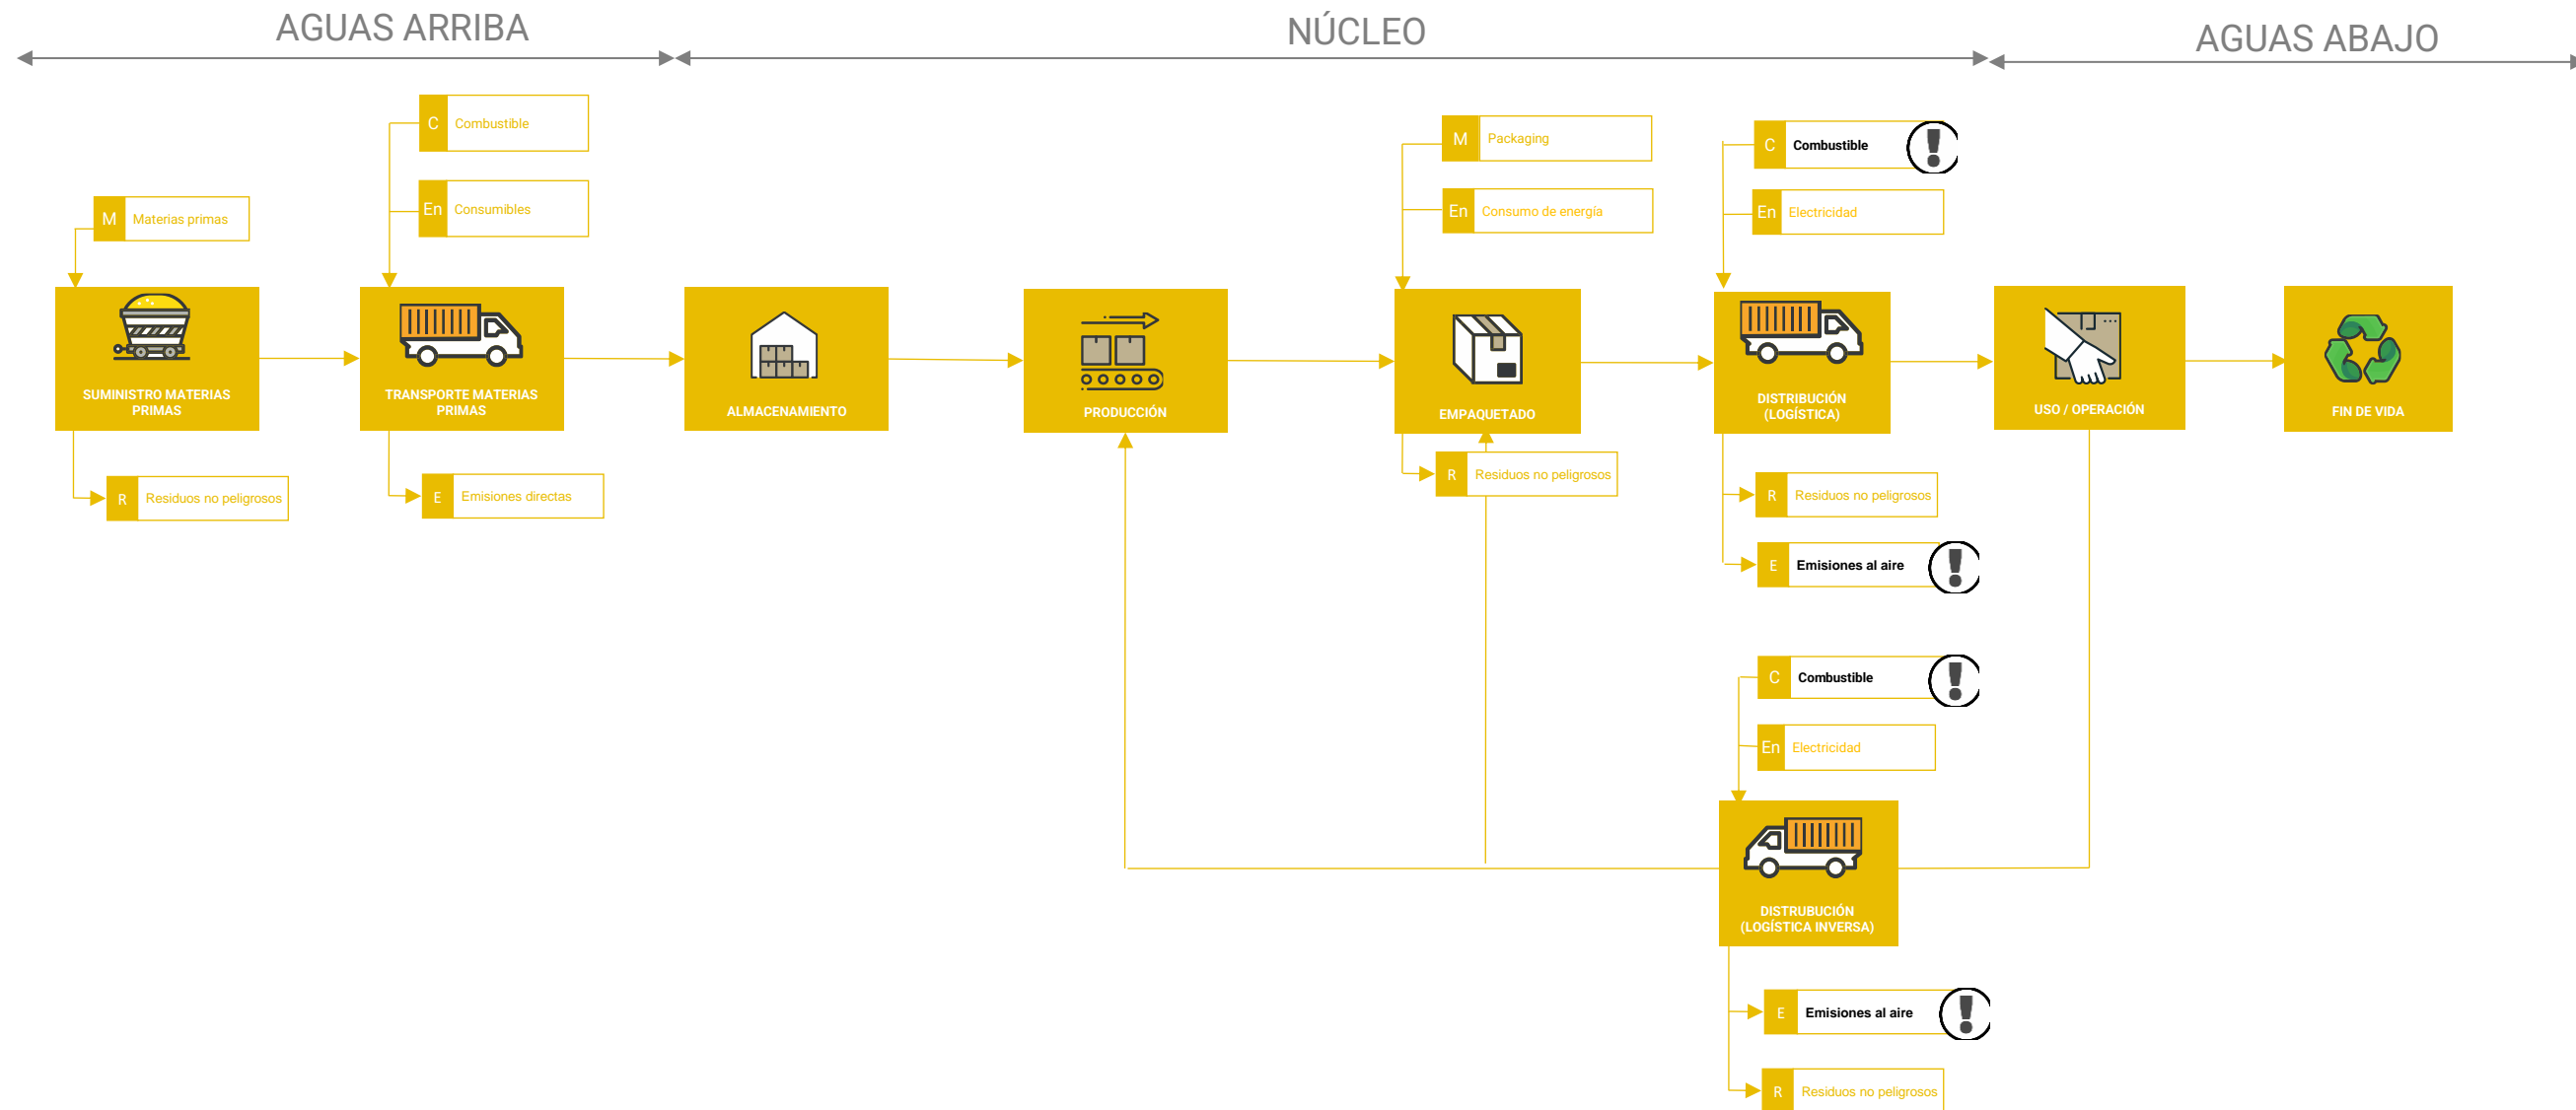 AGUAS ARRIBA
NÚCLEO
AGUAS ABAJO
C Combustible
En Consumibles
M Materias primas
M Packaging
En Consumo de energía
C Combustible
En Electricidad
SUMINISTRO MATERIAS
PRIMAS
TRANSPORTE MATERIAS
PRIMAS
ALMACENAMIENTO
PRODUCCIÓN
EMPAQUETADO
DISTRIBUCIÓN
(LOGÍSTICA)
USO / OPERACIÓN
FIN DE VIDA
R Residuos no peligrosos
E Emisiones directas
R Residuos no peligrosos
R Residuos no peligrosos
E Emisiones al aire
C Combustible
En Electricidad
DISTRUBUCIÓN
(LOGÍSTICA INVERSA)
E Emisiones al aire
R Residuos no peligrosos